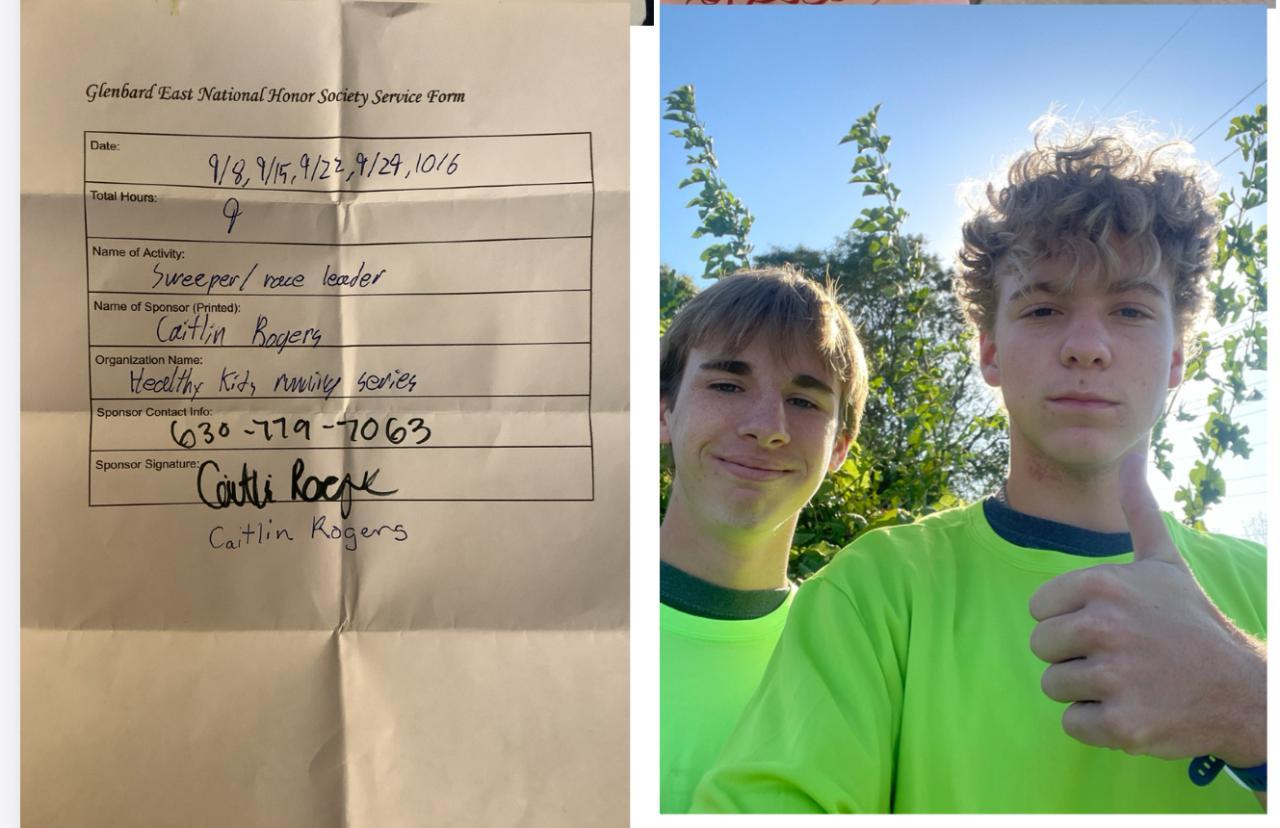 Glenbard East National Honor Society Service Form
Date:
9/8, 9/15, 9/22, 9/29, 10/6
Total Hours:
9
Name of Activity:
Sweeper/ race leader
Name of Sponsor (Printed):
Caitlin Rogers
Organization Name:
Healthy Kids running series
Sponsor Contact Info:
630-779-7063
Sponsor Signature:
Caitlin Rogers